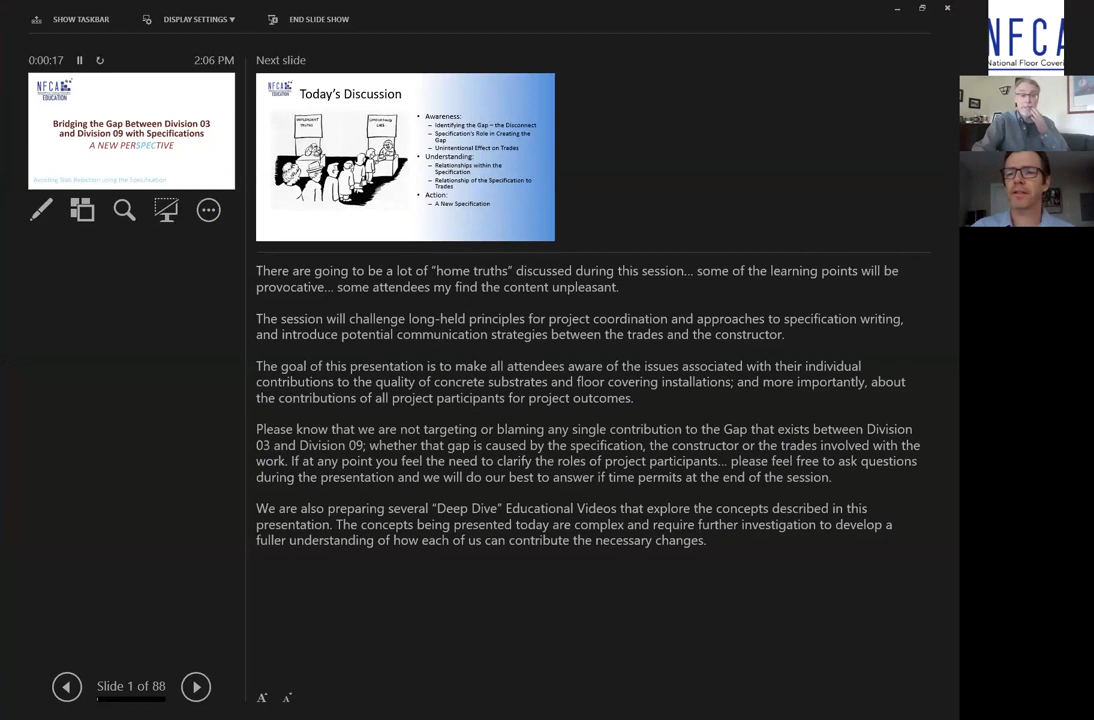 SHOW TASKBAR
DISPLAY SETTINGS ▼
END SLIDE SHOW
0:00:17
2:06 PM
Next slide
NFCA
EDUCATION
Bridging the Gap Between Division 03
and Division 09 with Specifications
A NEW PERSPECTIVE
Avoiding Slab Rejection using the Specification
NFCA
EDUCATION
Today's Discussion
UNPLEASANT
TRUTHS
COMFORTING
LIES
• Awareness:
– Identifying the Gap – the Disconnect
– Specification's Role in Creating the
Gap
– Unintentional Effect on Trades
• Understanding:
– Relationships within the
Specification
– Relationship of the Specification to
Trades
• Action:
– A New Specification
There are going to be a lot of "home truths" discussed during this session... some of the learning points will be
provocative... some attendees my find the content unpleasant.
The session will challenge long-held principles for project coordination and approaches to specification writing,
and introduce potential communication strategies between the trades and the constructor.
The goal of this presentation is to make all attendees aware of the issues associated with their individual
contributions to the quality of concrete substrates and floor covering installations; and more importantly, about
the contributions of all project participants for project outcomes.
Please know that we are not targeting or blaming any single contribution to the Gap that exists between Division
03 and Division 09; whether that gap is caused by the specification, the constructor or the trades involved with the
work. If at any point you feel the need to clarify the roles of project participants... please feel free to ask questions
during the presentation and we will do our best to answer if time permits at the end of the session.
We are also preparing several "Deep Dive" Educational Videos that explore the concepts described in this
presentation. The concepts being presented today are complex and require further investigation to develop a
fuller understanding of how each of us can contribute the necessary changes.
Slide 1 of 88
A
A
NFCA
National Floor Coveri